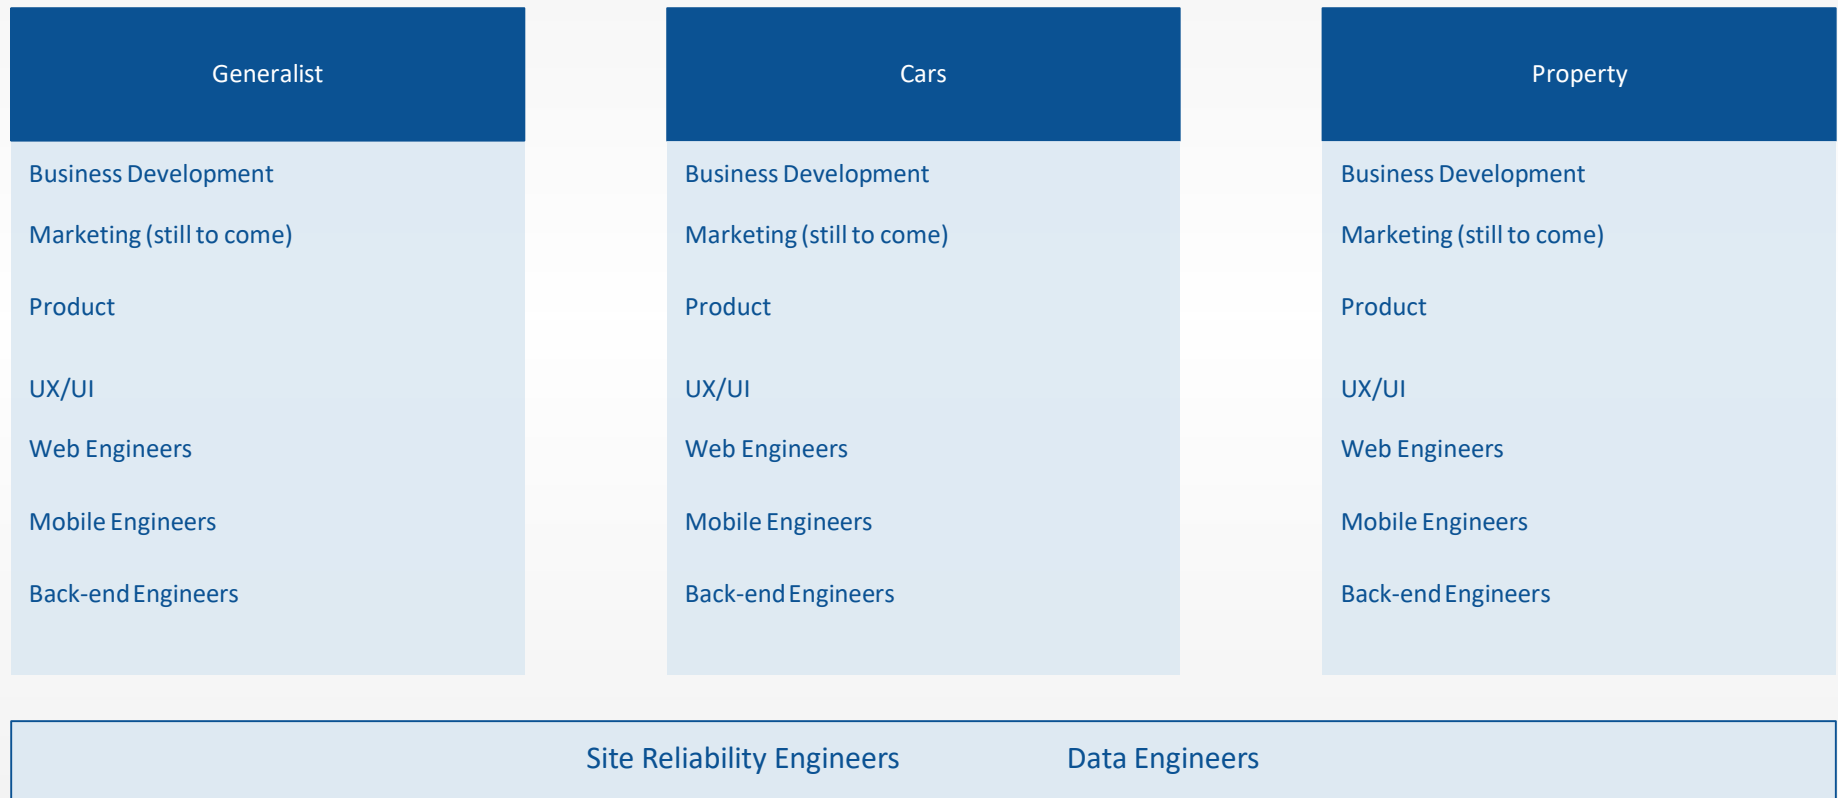 Generalist
Business Development
Marketing (still to come)
Product
UX/UI
Web Engineers
Mobile Engineers
Back-end Engineers
Cars
Business Development
Marketing (still to come)
Product
UX/UI
Web Engineers
Mobile Engineers
Back-end Engineers
Property
Business Development
Marketing (still to come)
Product
UX/UI
Web Engineers
Mobile Engineers
Back-end Engineers
Site Reliability Engineers
Data Engineers